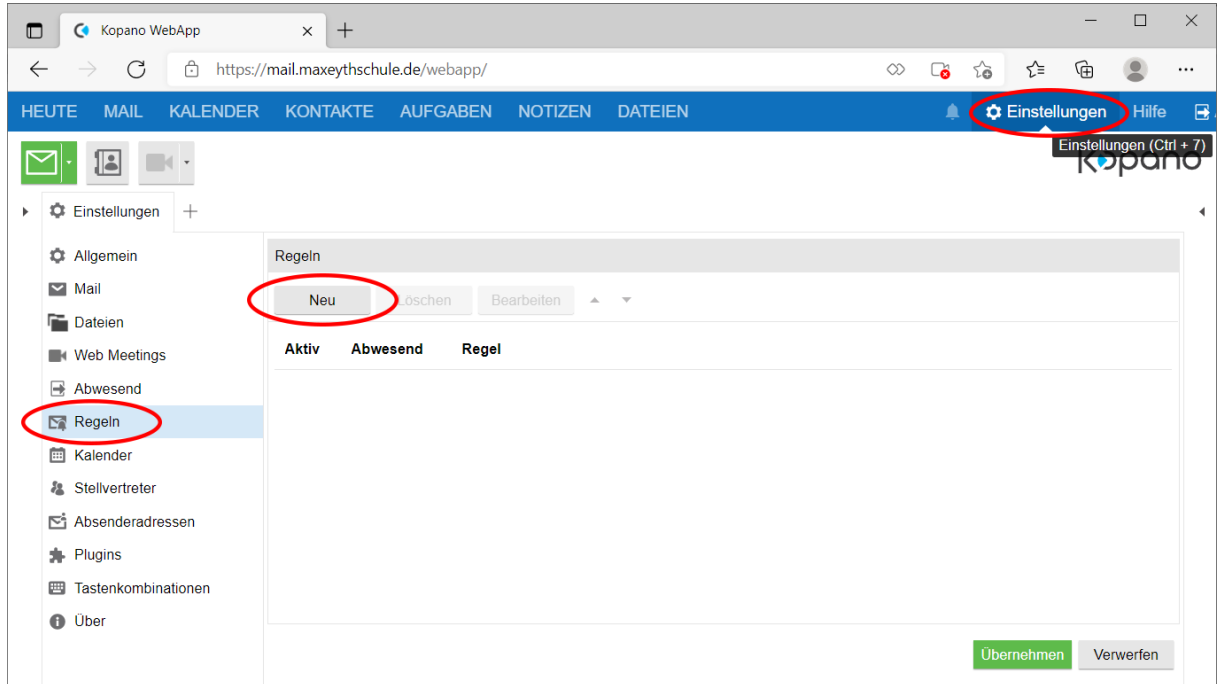 Kopano WebApp
https://mail.maxeythschule.de/webapp/
HEUTE MAIL KALENDER KONTAKTE AUFGABEN NOTIZEN DATEIEN Einstellungen Hilfe
Einstellungen (Ctrl + 7)
kopano
Einstellungen
Allgemein
Mail
Dateien
Web Meetings
Abwesend
Regeln
Kalender
Stellvertreter
Absenderadressen
Plugins
Tastenkombinationen
Über
Regeln
Neu Löschen Bearbeiten
Aktiv Abwesend Regel
Übernehmen Verwerfen